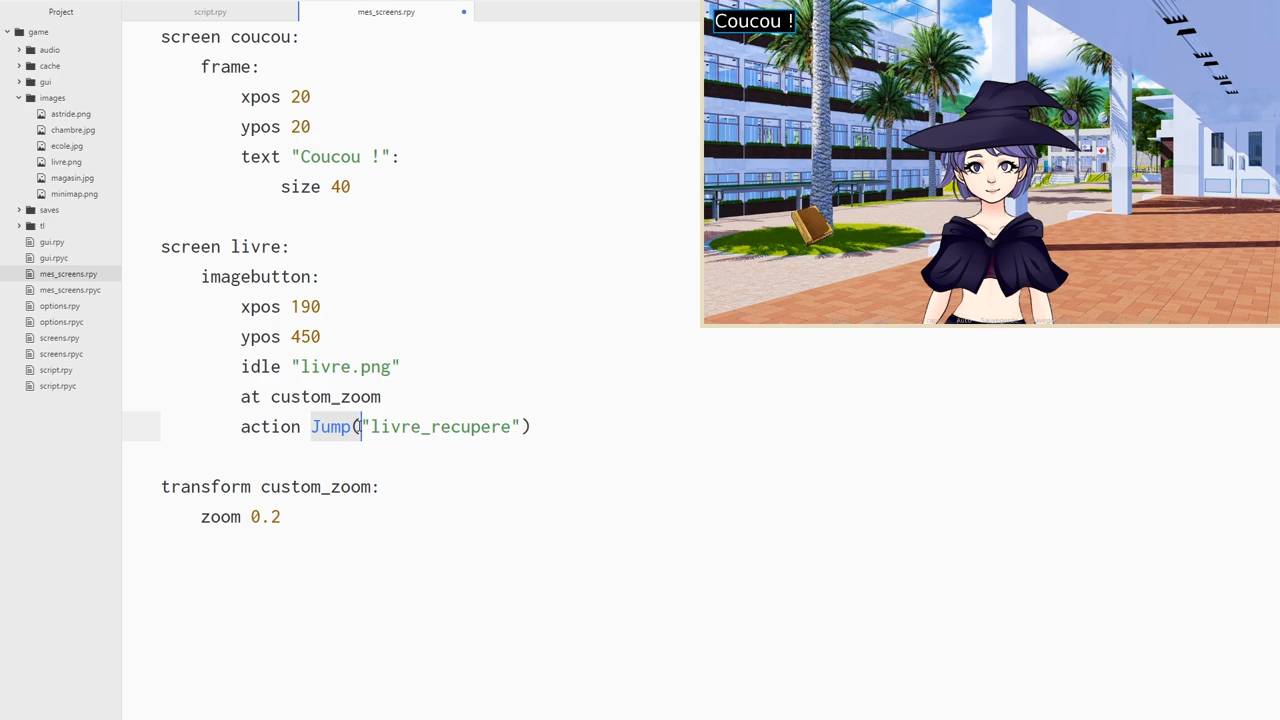 Project
game
audio
cache
gui
images
astride.png
chambre.jpg
ecole.jpg
livre.png
magasin.jpg
minimap.png
saves
tl
gui.rpy
gui.rpyc
mes_screens.rpy
mes_screens.rpyc
options.rpy
options.rpyc
screens.rpy
screens.rpyc
script.rpy
script.rpyc
script.rpy
mes_screens.rpy
screen coucou:
frame:
xpos 20
ypos 20
text "Coucou !":
size 40
screen livre:
imagebutton:
xpos 190
ypos 450
idle "livre.png"
at custom_zoom
action Jump("livre_recupere")
transform custom_zoom:
zoom 0.2
Coucou !